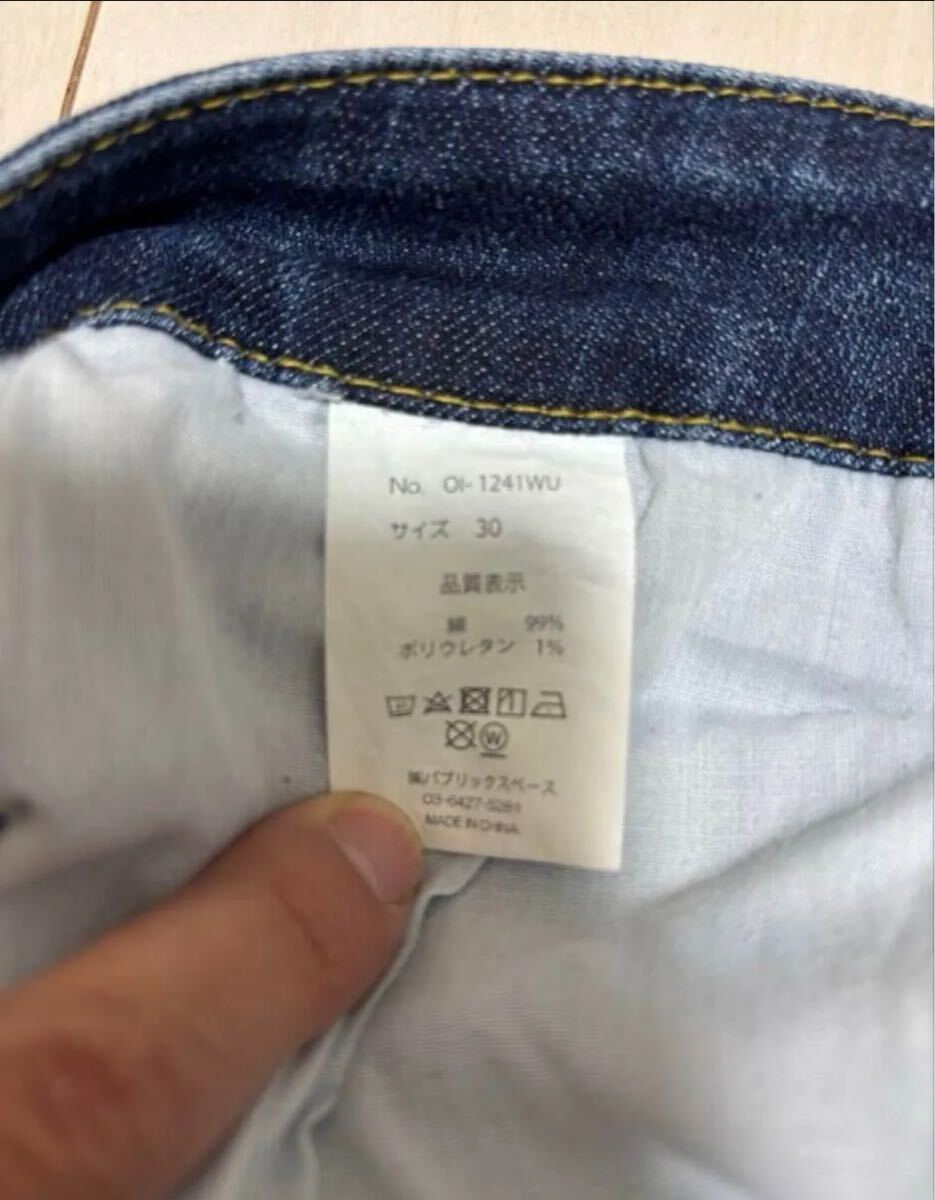 No. OI-1241WU
サイズ 30
品質表示
綿 99%
ポリウレタン 1%
W
㈱パブリックスペース
03-6427-5281
MADE IN CHINA